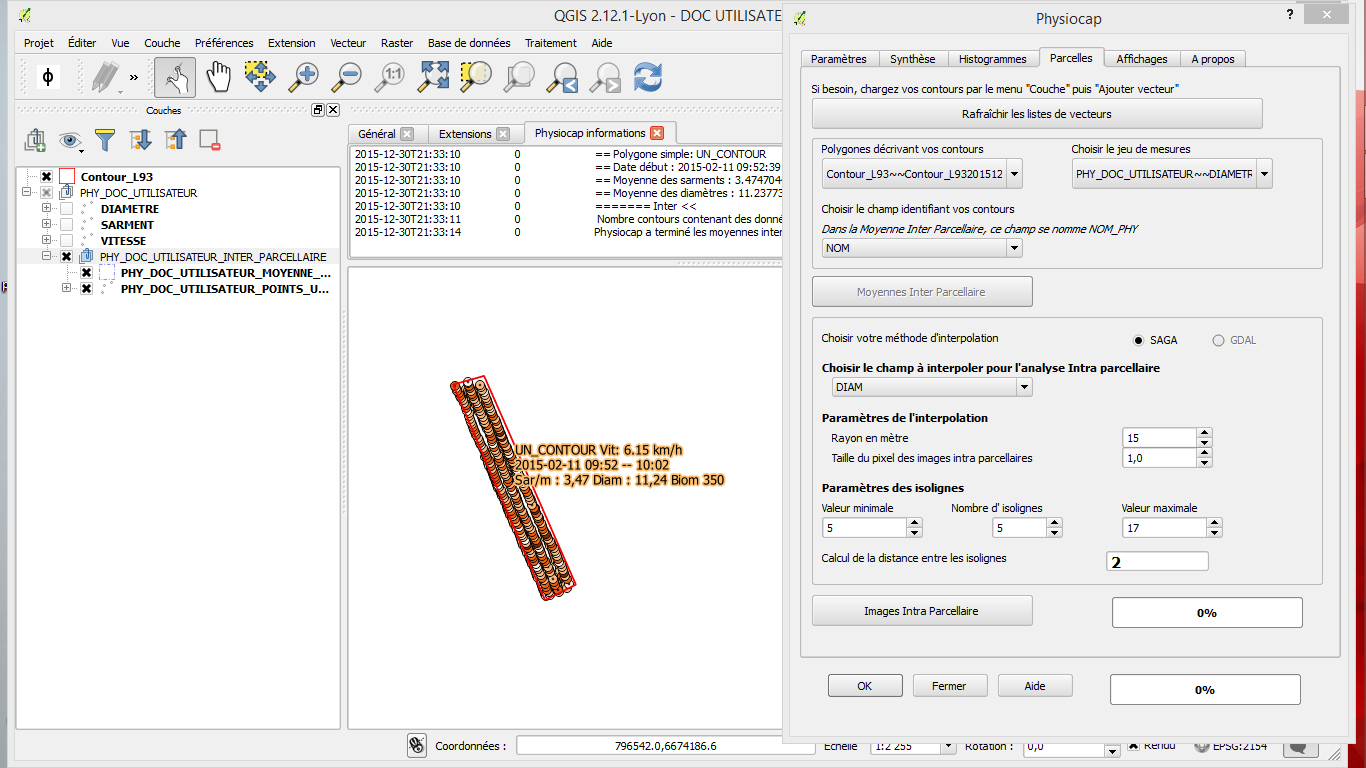 QGIS 2.12.1-Lyon - DOC UTILISATE
Projet Éditer Vue Couche Préférences Extension Vecteur Raster Base de données Traitement Aide
Φ » 1:1
Couches
Contour_L93
PHY_DOC_UTILISATEUR
DIAMETRE
SARMENT
VITESSE
PHY_DOC_UTILISATEUR_INTER_PARCELLAIRE
PHY_DOC_UTILISATEUR_MOYENNE_...
PHY_DOC_UTILISATEUR_POINTS_U...
Général Extensions Physiocap informations
2015-12-30T21:33:10 0 == Polygone simple: UN_CONTOUR
2015-12-30T21:33:10 0 == Date début : 2015-02-11 09:52:39
2015-12-30T21:33:10 0 == Moyenne des sarments : 3.474704
2015-12-30T21:33:10 0 == Moyenne des diamètres : 11.23773
2015-12-30T21:33:10 0 ======= Inter <<
2015-12-30T21:33:11 0 Nombre contours contenant des donné
2015-12-30T21:33:14 0 Physiocap a terminé les moyennes inter
UN_CONTOUR Vit: 6.15 km/h
2015-02-11 09:52 -- 10:02
Sar/m : 3,47 Diam : 11,24 Biom 350
Coordonnées : 796542.0,6674186.6 Echelle 1:2 255 Rotation : 0,0 Rendu EPSG:2154
Physiocap ?
Paramètres Synthèse Histogrammes Parcelles Affichages A propos
Si besoin, chargez vos contours par le menu "Couche" puis "Ajouter vecteur"
Rafraîchir les listes de vecteurs
Polygones décrivant vos contours Choisir le jeu de mesures
Contour_L93~~Contour_L93201512 PHY_DOC_UTILISATEUR~~DIAMETR
Choisir le champ identifiant vos contours
Dans la Moyenne Inter Parcellaire, ce champ se nomme NOM_PHY
NOM
Moyennes Inter Parcellaire
Choisir votre méthode d'interpolation SAGA GDAL
Choisir le champ à interpoler pour l'analyse Intra parcellaire
DIAM
Paramètres de l'interpolation
Rayon en mètre 15
Taille du pixel des images intra parcellaires 1,0
Paramètres des isolignes
Valeur minimale Nombre d' isolignes Valeur maximale
5 5 17
Calcul de la distance entre les isolignes 2
Images Intra Parcellaire 0%
OK Fermer Aide 0%